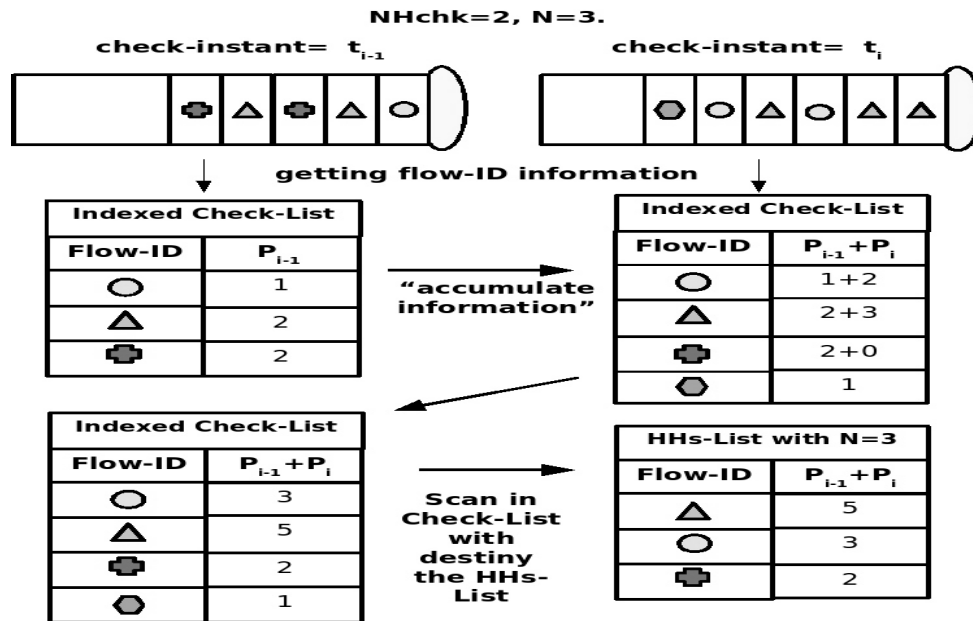 NHchk=2, N=3.
check-instant= t_{i-1}
check-instant= t_i
getting flow-ID information
Indexed Check-List
Flow-ID P_{i-1}
1
2
2
“accumulate
information”
Indexed Check-List
Flow-ID P_{i-1}+P_i
1+2
2+3
2+0
1
Indexed Check-List
Flow-ID P_{i-1}+P_i
3
5
2
1
Scan in
Check-List
with
destiny
the HHs-
List
HHs-List with N=3
Flow-ID P_{i-1}+P_i
5
3
2